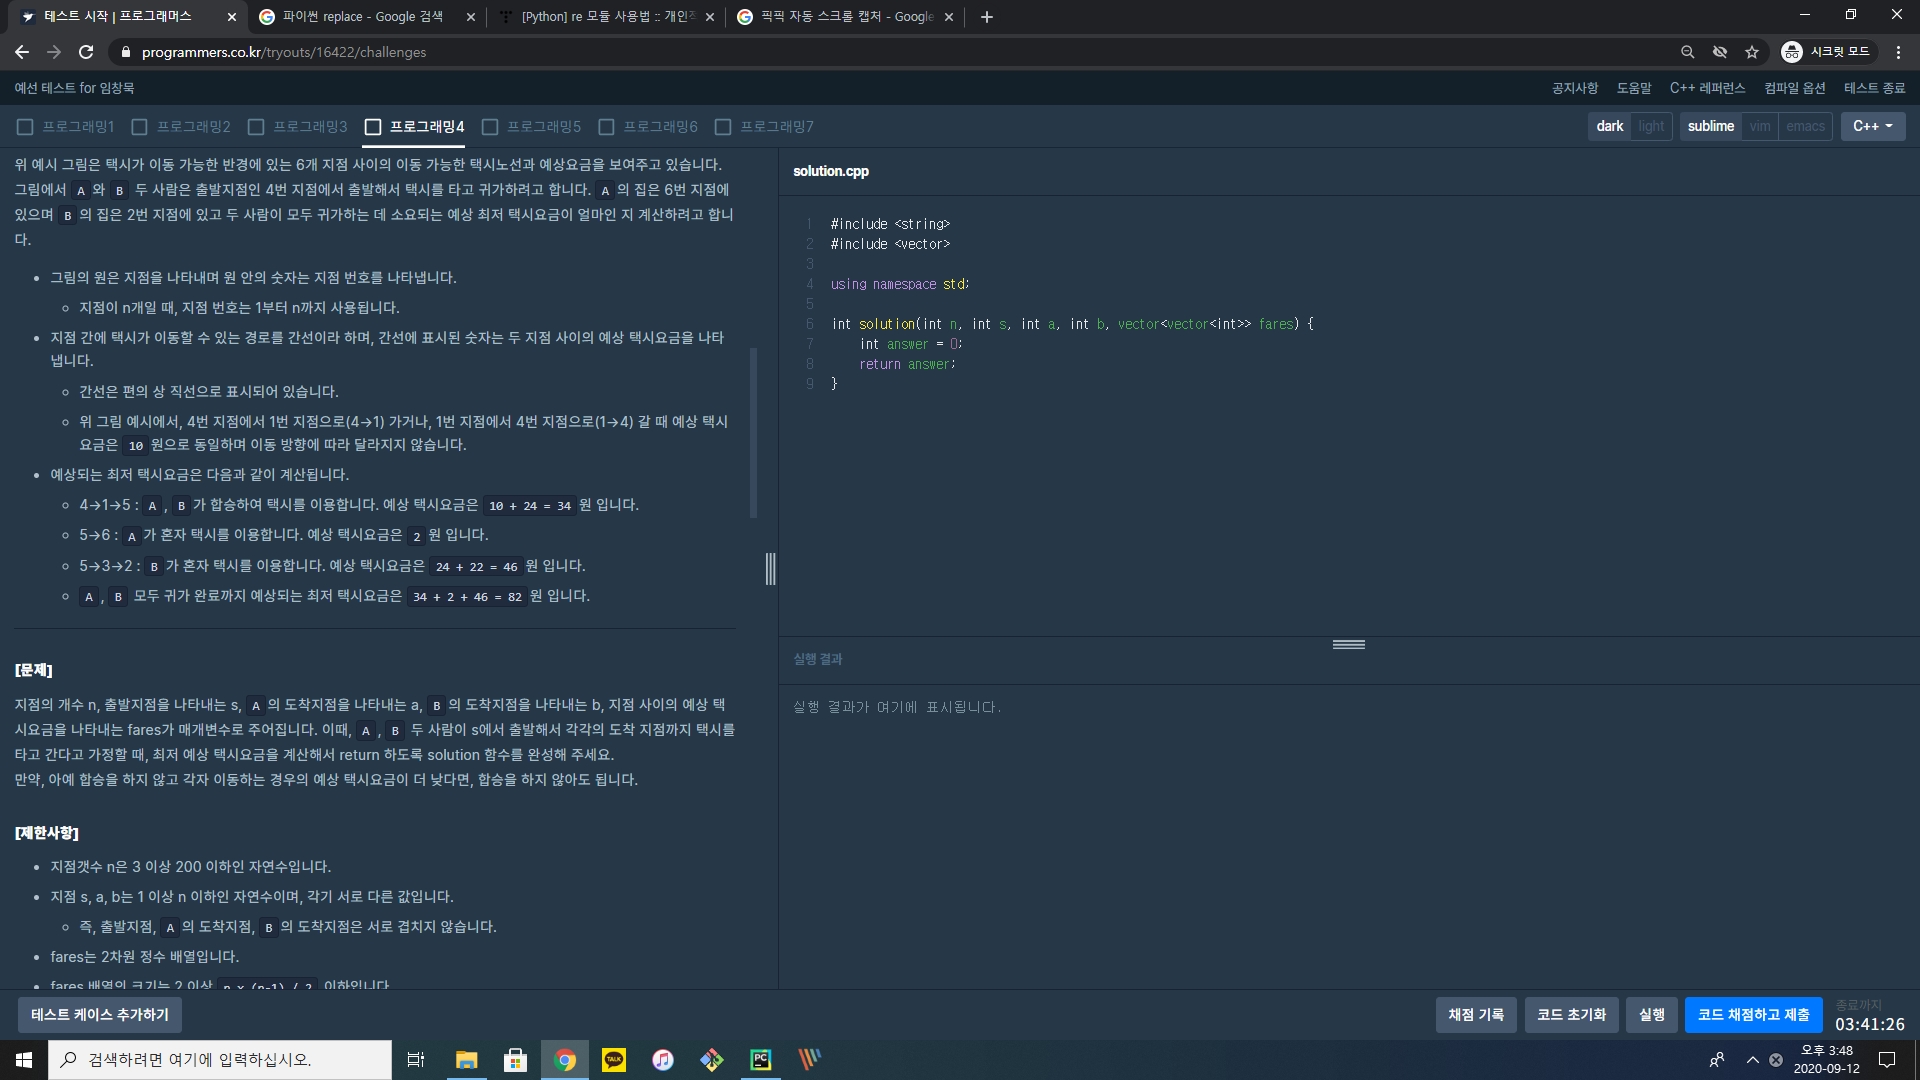 테스트 시작 | 프로그래머스
파이썬 replace - Google 검색
[Python] re 모듈 사용법 :: 개인적
픽픽 자동 스크롤 캡처 - Google
programmers.co.kr/tryouts/16422/challenges
시크릿 모드
예선 테스트 for 임창묵
공지사항 도움말 C++ 레퍼런스 컴파일 옵션 테스트 종료
프로그래밍1 프로그래밍2 프로그래밍3 프로그래밍4 프로그래밍5 프로그래밍6 프로그래밍7
dark light sublime vim emacs C++
위 예시 그림은 택시가 이동 가능한 반경에 있는 6개 지점 사이의 이동 가능한 택시노선과 예상요금을 보여주고 있습니다.
그림에서 A 와 B 두 사람은 출발지점인 4번 지점에서 출발해서 택시를 타고 귀가하려고 합니다. A 의 집은 6번 지점에
있으며 B 의 집은 2번 지점에 있고 두 사람이 모두 귀가하는 데 소요되는 예상 최저 택시요금이 얼마인 지 계산하려고 합니
다.
• 그림의 원은 지점을 나타내며 원 안의 숫자는 지점 번호를 나타냅니다.
◦ 지점이 n개일 때, 지점 번호는 1부터 n까지 사용됩니다.
• 지점 간에 택시가 이동할 수 있는 경로를 간선이라 하며, 간선에 표시된 숫자는 두 지점 사이의 예상 택시요금을 나타
냅니다.
◦ 간선은 편의 상 직선으로 표시되어 있습니다.
◦ 위 그림 예시에서, 4번 지점에서 1번 지점으로(4→1) 가거나, 1번 지점에서 4번 지점으로(1→4) 갈 때 예상 택시
요금은 10 원으로 동일하며 이동 방향에 따라 달라지지 않습니다.
• 예상되는 최저 택시요금은 다음과 같이 계산됩니다.
◦ 4→1→5 : A , B 가 합승하여 택시를 이용합니다. 예상 택시요금은 10 + 24 = 34 원 입니다.
◦ 5→6 : A 가 혼자 택시를 이용합니다. 예상 택시요금은 2 원 입니다.
◦ 5→3→2 : B 가 혼자 택시를 이용합니다. 예상 택시요금은 24 + 22 = 46 원 입니다.
◦ A , B 모두 귀가 완료까지 예상되는 최저 택시요금은 34 + 2 + 46 = 82 원 입니다.
[문제]
지점의 개수 n, 출발지점을 나타내는 s, A 의 도착지점을 나타내는 a, B 의 도착지점을 나타내는 b, 지점 사이의 예상 택
시요금을 나타내는 fares가 매개변수로 주어집니다. 이때, A , B 두 사람이 s에서 출발해서 각각의 도착 지점까지 택시를
타고 간다고 가정할 때, 최저 예상 택시요금을 계산해서 return 하도록 solution 함수를 완성해 주세요.
만약, 아예 합승을 하지 않고 각자 이동하는 경우의 예상 택시요금이 더 낮다면, 합승을 하지 않아도 됩니다.
[제한사항]
• 지점갯수 n은 3 이상 200 이하인 자연수입니다.
• 지점 s, a, b는 1 이상 n 이하인 자연수이며, 각기 서로 다른 값입니다.
◦ 즉, 출발지점, A 의 도착지점, B 의 도착지점은 서로 겹치지 않습니다.
• fares는 2차원 정수 배열입니다.
• fares 배열의 크기는 2 이상 n x (n-1) / 2 이하입니다
solution.cpp
1 #include <string>
2 #include <vector>
3
4 using namespace std;
5
6 int solution(int n, int s, int a, int b, vector<vector<int>> fares) {
7 int answer = 0;
8 return answer;
9 }
실행 결과
실행 결과가 여기에 표시됩니다.
테스트 케이스 추가하기
채점 기록 코드 초기화 실행 코드 채점하고 제출
종료까지
03:41:26
검색하려면 여기에 입력하십시오.
TALK
PC
오후 3:48
2020-09-12